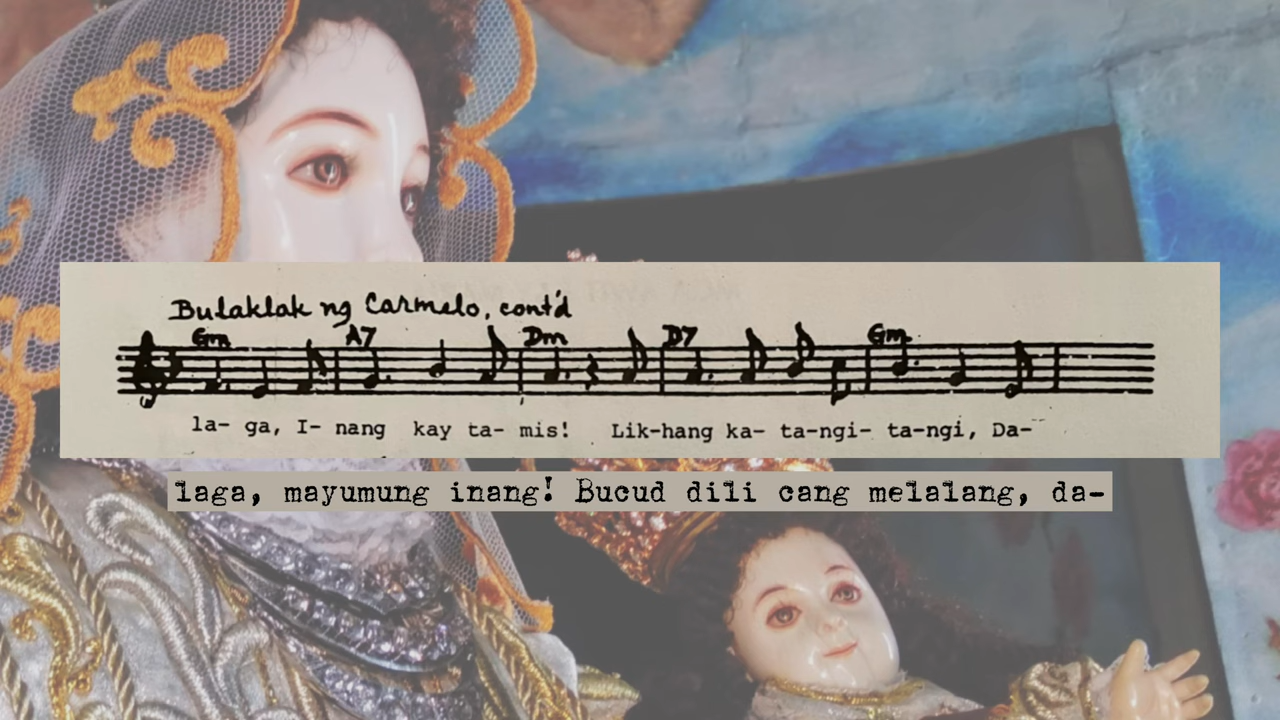 Bulaklak ng Carmelo, cont'd
Gm A7 Dm D7 Gm
la- ga, I- nang kay ta- mis! Lik-hang ka- ta-ngi- ta-ngi, Da-
laga, mayumung inang! Bucud dili cang melalang, da-